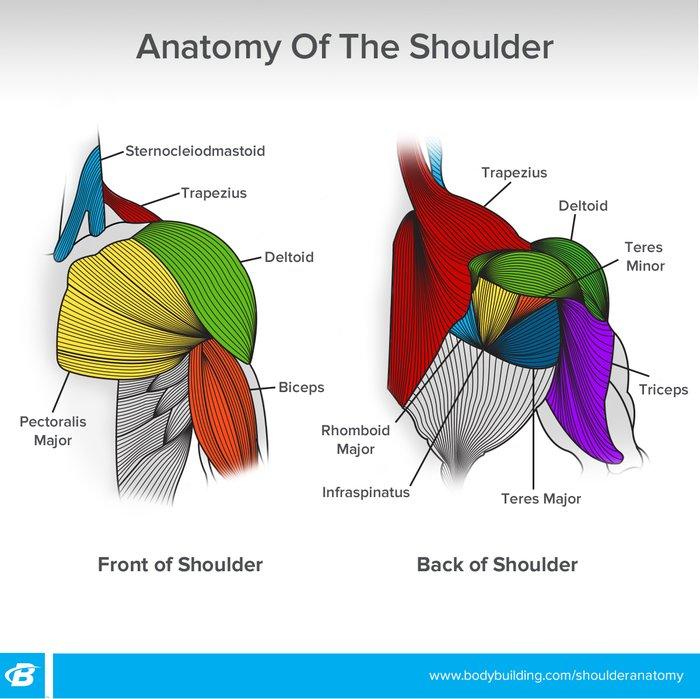 Anatomy Of The Shoulder
Sternocleiodmastoid
Trapezius
Deltoid
Biceps
Pectoralis
Major
Front of Shoulder
Trapezius
Deltoid
Teres
Minor
Triceps
Rhomboid
Major
Infraspinatus
Teres Major
Back of Shoulder
B
www.bodybuilding.com/shoulderanatomy